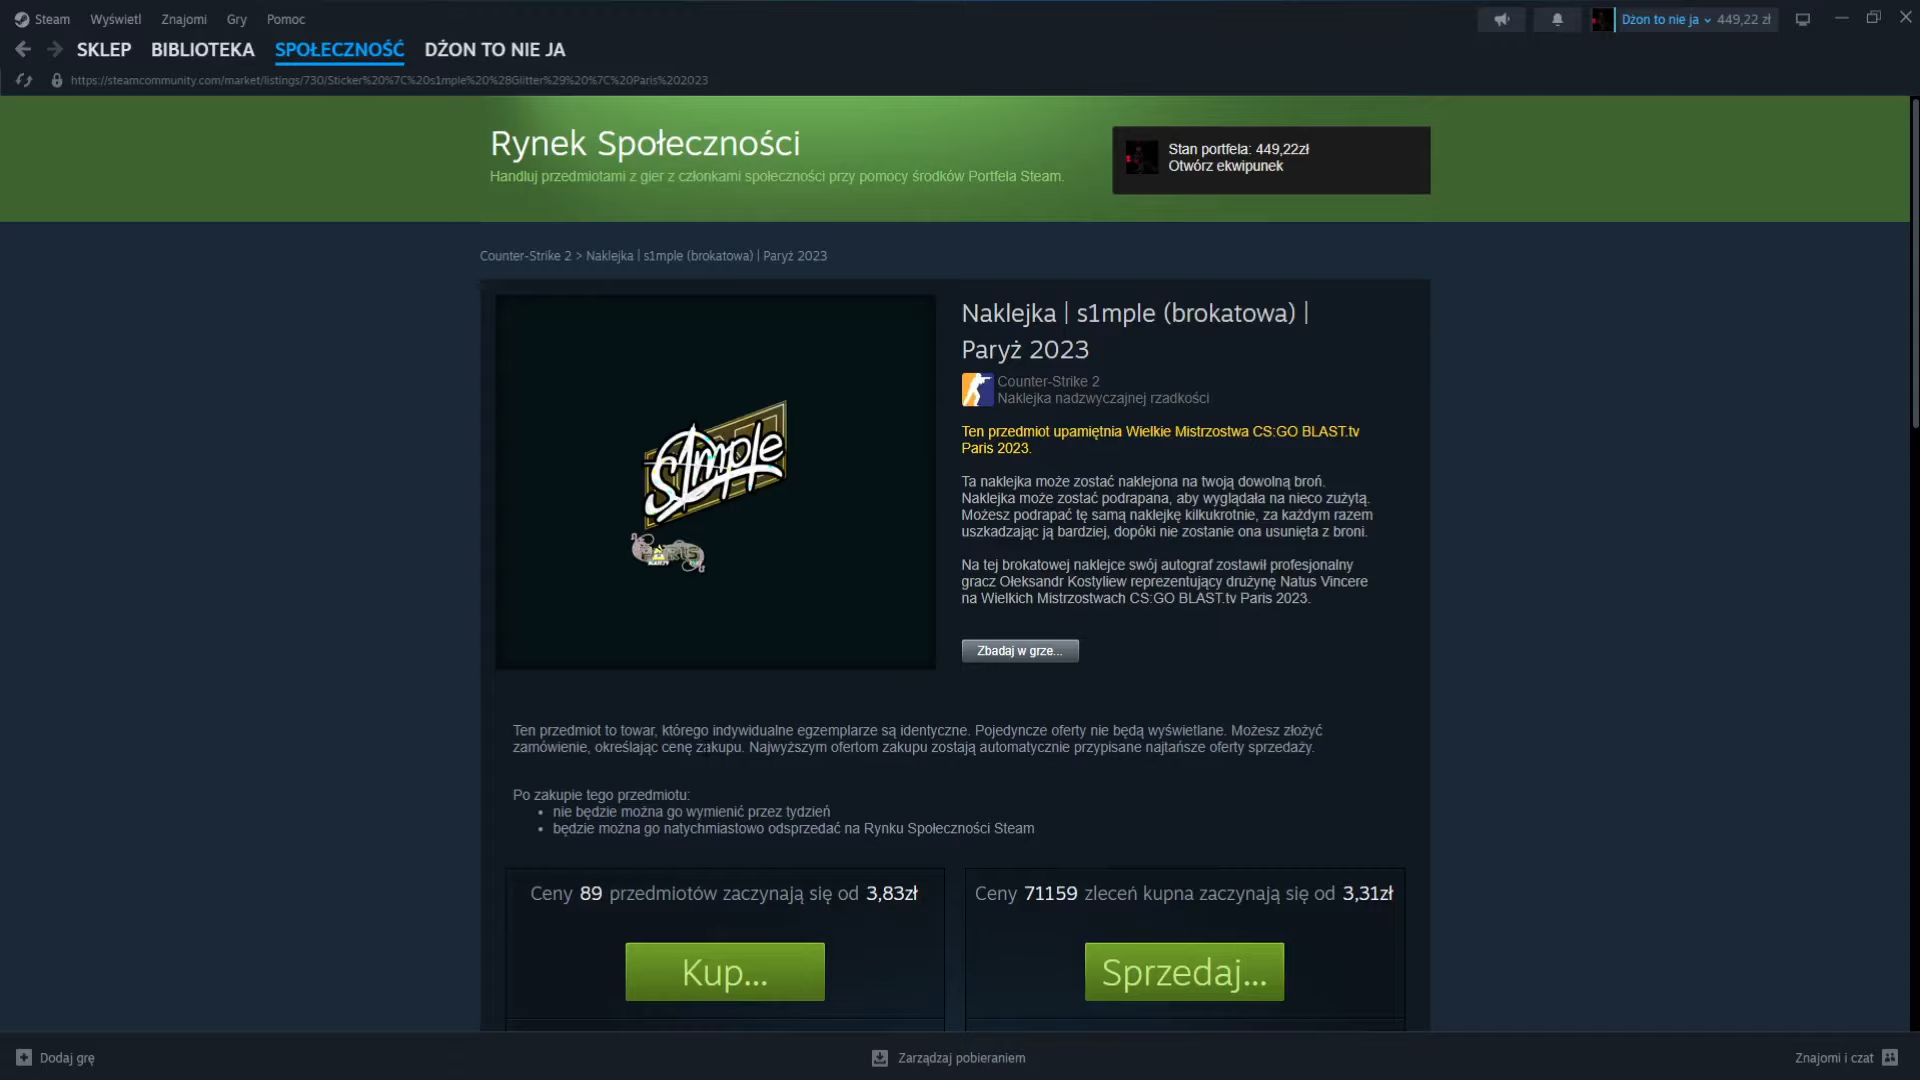 Steam Wyświetl Znajomi Gry Pomoc
Dżon to nie ja 449,22 zł
SKLEP BIBLIOTEKA SPOŁECZNOŚĆ DŻON TO NIE JA
https://steamcommunity.com/market/listings/730/Sticker%20%7C%20s1mple%20%28Glitter%29%20%7C%20Paris%202023
Rynek Społeczności
Handluj przedmiotami z gier z członkami społeczności przy pomocy środków Portfela Steam.
Stan portfela: 449,22zł
Otwórz ekwipunek
Counter-Strike 2 > Naklejka | s1mple (brokatowa) | Paryż 2023
s1mple
PARIS
Naklejka | s1mple (brokatowa) |
Paryż 2023
Counter-Strike 2
Naklejka nadzwyczajnej rzadkości
Ten przedmiot upamiętnia Wielkie Mistrzostwa CS:GO BLAST.tv
Paris 2023.
Ta naklejka może zostać naklejona na twoją dowolną broń.
Naklejka może zostać podrapana, aby wyglądała na nieco zużytą.
Możesz podrapać tę samą naklejkę kilkukrotnie, za każdym razem
uszkadzając ją bardziej, dopóki nie zostanie ona usunięta z broni.
Na tej brokatowej naklejce swój autograf zostawił profesjonalny
gracz Ołeksandr Kostyliew reprezentujący drużynę Natus Vincere
na Wielkich Mistrzostwach CS:GO BLAST.tv Paris 2023.
Zbadaj w grze...
Ten przedmiot to towar, którego indywidualne egzemplarze są identyczne. Pojedyncze oferty nie będą wyświetlane. Możesz złożyć
zamówienie, określając cenę zakupu. Najwyższym ofertom zakupu zostają automatycznie przypisane najtańsze oferty sprzedaży.
Po zakupie tego przedmiotu:
• nie będzie można go wymienić przez tydzień
• będzie można go natychmiastowo odsprzedać na Rynku Społeczności Steam
Ceny 89 przedmiotów zaczynają się od 3,83zł
Kup...
Ceny 71159 zleceń kupna zaczynają się od 3,31zł
Sprzedaj...
Dodaj grę
Zarządzaj pobieraniem
Znajomi i czat